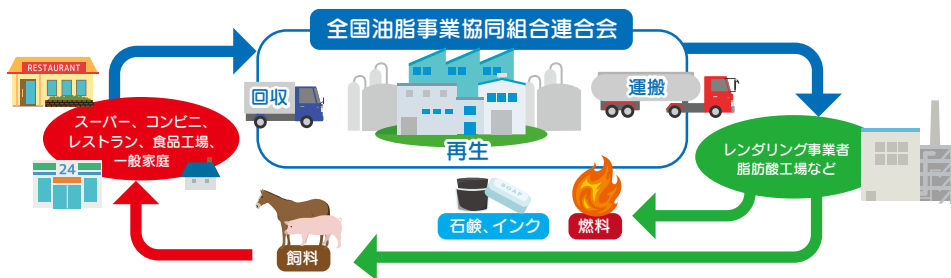 全国油脂事業協同組合連合会
RESTAURANT
回収
運搬
再生
スーパー、コンビニ、
レストラン、食品工場、
一般家庭
24
レンダリング事業者
脂肪酸工場など
SOAP
石鹸、インク
燃料
飼料